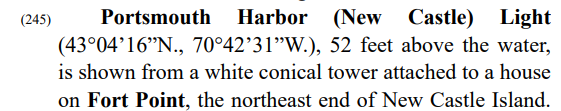 (245) Portsmouth Harbor (New Castle) Light
(43°04’16”N., 70°42’31”W.), 52 feet above the water,
is shown from a white conical tower attached to a house
on Fort Point, the northeast end of New Castle Island.